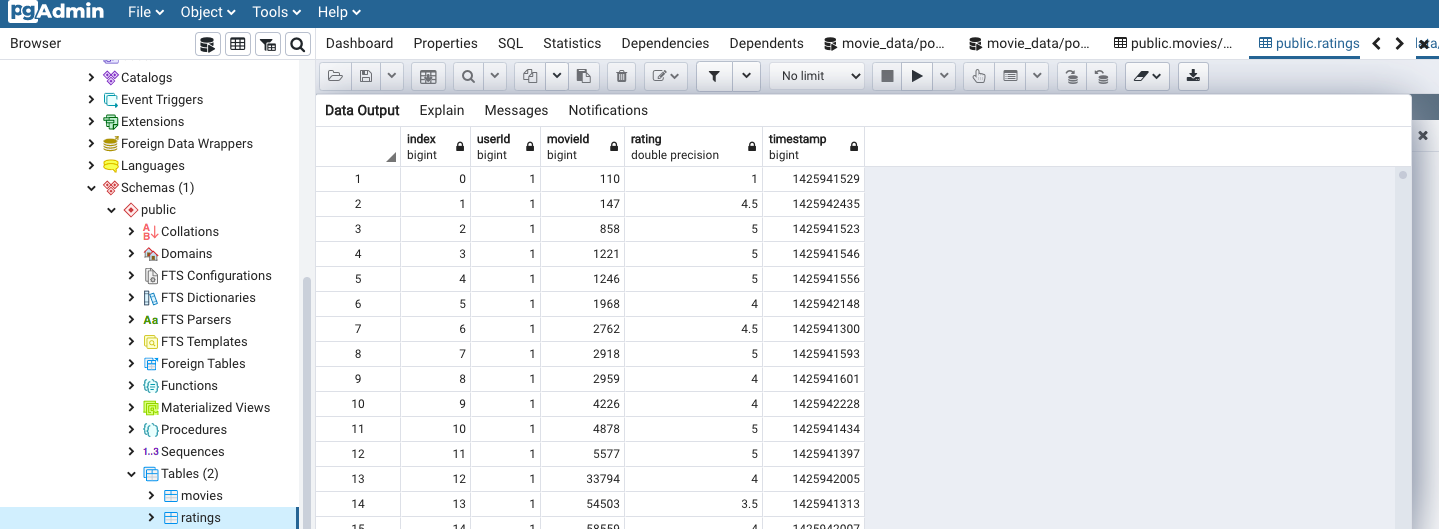 pgAdmin File Object Tools Help
Browser
Dashboard Properties SQL Statistics Dependencies Dependents movie_data/po... movie_data/po... public.movies/... public.ratings
Catalogs
Event Triggers
Extensions
Foreign Data Wrappers
Languages
Schemas (1)
public
Collations
Domains
FTS Configurations
FTS Dictionaries
Aa FTS Parsers
FTS Templates
Foreign Tables
Functions
Materialized Views
Procedures
1..3 Sequences
Tables (2)
movies
ratings
No limit
Data Output Explain Messages Notifications
index userId movieId rating timestamp
bigint bigint bigint double precision bigint
1 0 1 110 1 1425941529
2 1 1 147 4.5 1425942435
3 2 1 858 5 1425941523
4 3 1 1221 5 1425941546
5 4 1 1246 5 1425941556
6 5 1 1968 4 1425942148
7 6 1 2762 4.5 1425941300
8 7 1 2918 5 1425941593
9 8 1 2959 4 1425941601
10 9 1 4226 4 1425942228
11 10 1 4878 5 1425941434
12 11 1 5577 5 1425941397
13 12 1 33794 4 1425942005
14 13 1 54503 3.5 1425941313
15 14 1 58559 4 1425942007